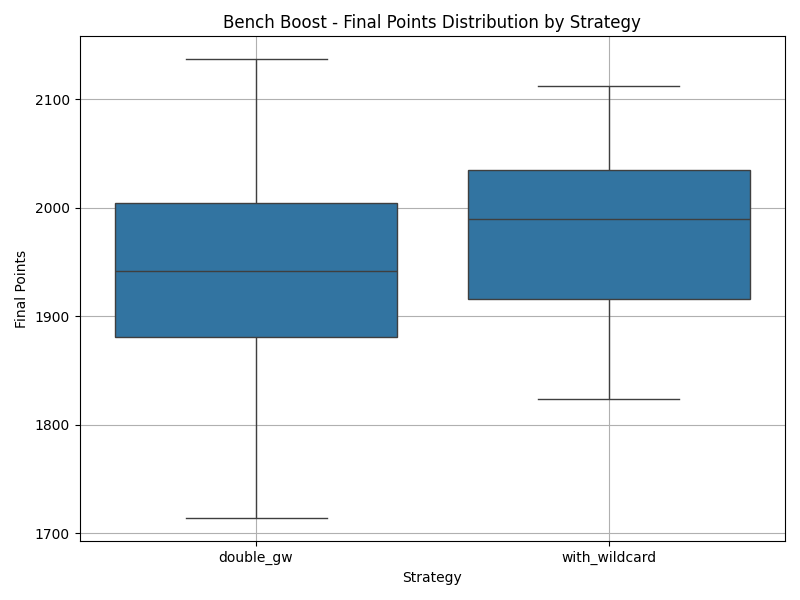 Bench Boost - Final Points Distribution by Strategy
Final Points
2100
2000
1900
1800
1700
double_gw
with_wildcard
Strategy